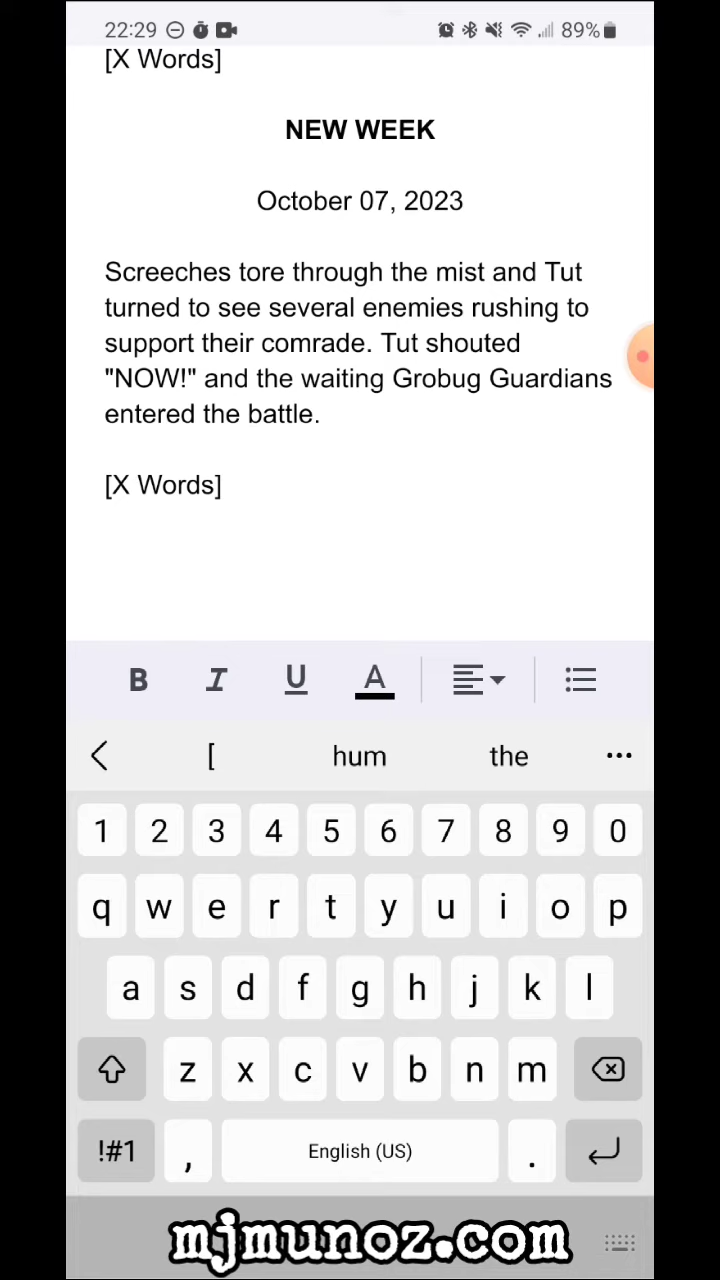 22:29 89%
[X Words]
NEW WEEK
October 07, 2023
Screeches tore through the mist and Tut
turned to see several enemies rushing to
support their comrade. Tut shouted
"NOW!" and the waiting Grobug Guardians
entered the battle.
[X Words]
B I U A
[ hum the
1 2 3 4 5 6 7 8 9 0
q w e r t y u i o p
a s d f g h j k l
z x c v b n m
!#1 , English (US) .
mjmunoz.com